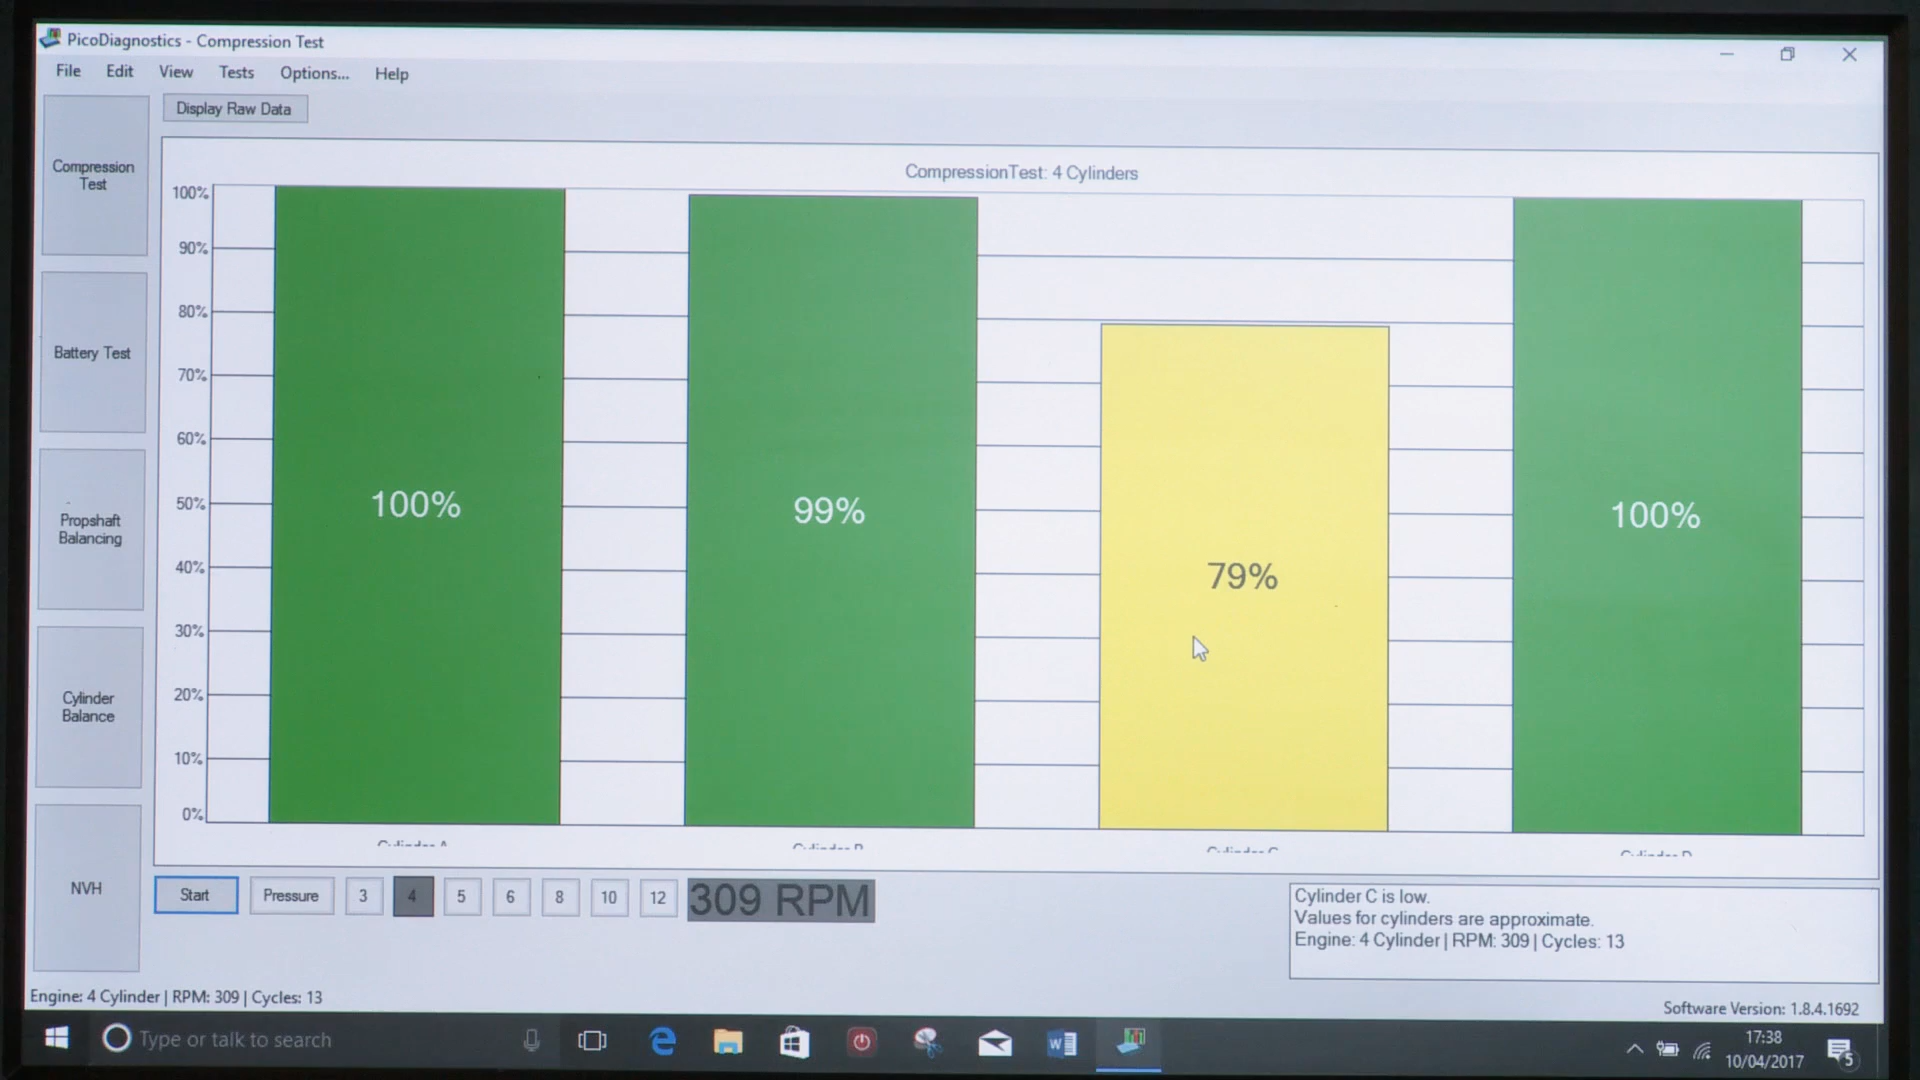 PicoDiagnostics - Compression Test
File Edit View Tests Options... Help
Display Raw Data
Compression
Test
Battery Test
Propshaft
Balancing
Cylinder
Balance
NVH
CompressionTest: 4 Cylinders
100%
90%
80%
70%
60%
50%
40%
30%
20%
10%
0%
100%
99%
79%
100%
Start Pressure 3 4 5 6 8 10 12 309 RPM
Cylinder C is low.
Values for cylinders are approximate.
Engine: 4 Cylinder | RPM: 309 | Cycles: 13
Engine: 4 Cylinder | RPM: 309 | Cycles: 13
Software Version: 1.8.4.1692
Type or talk to search
17:38
10/04/2017
5